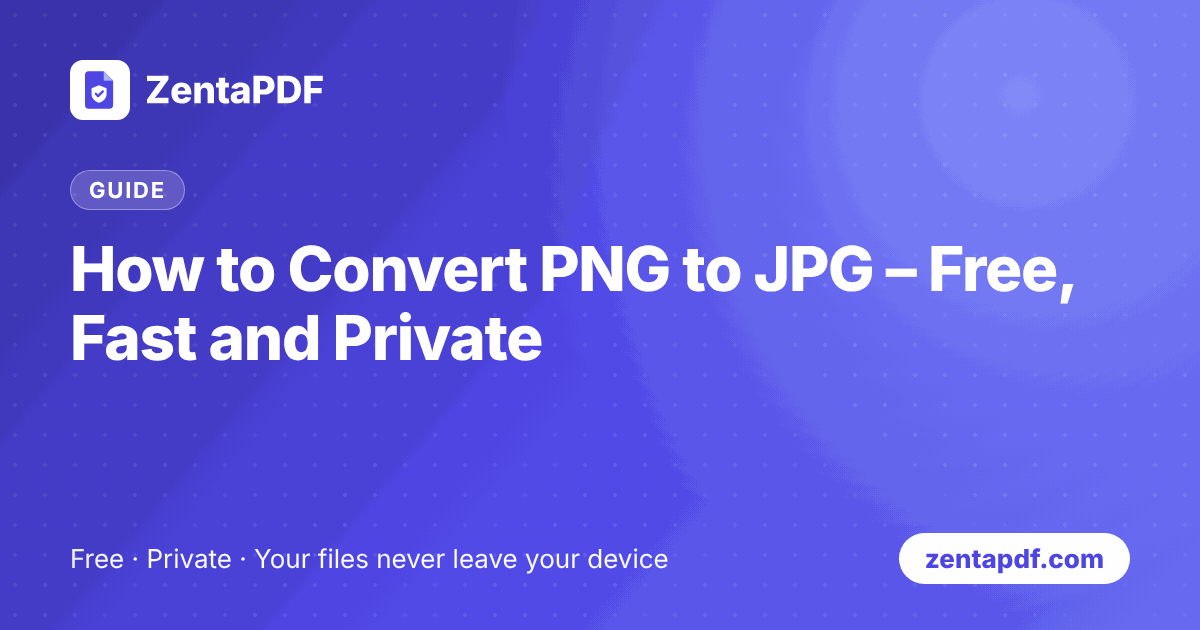 ZentaPDF
GUIDE
How to Convert PNG to JPG – Free,
Fast and Private
Free · Private · Your files never leave your device
zentapdf.com